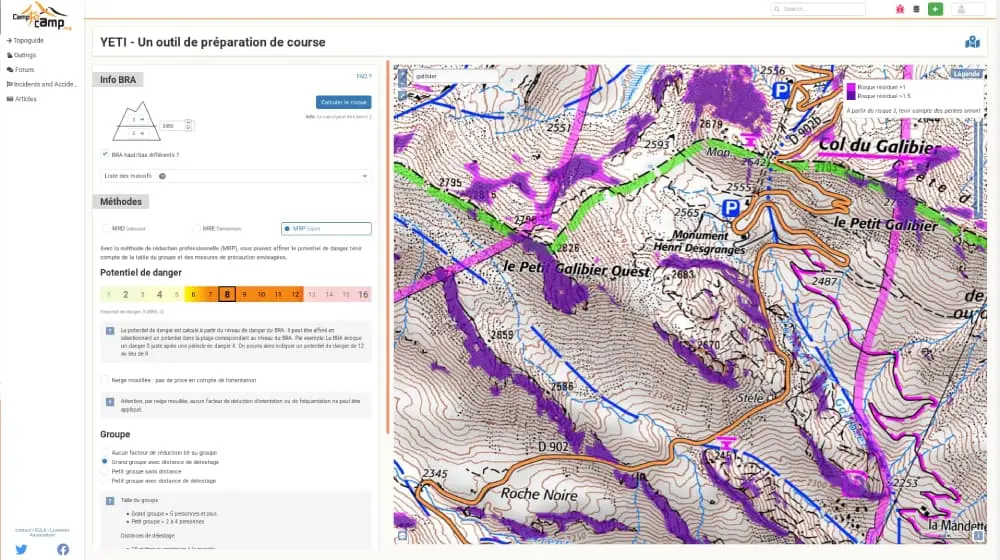 Camp to camp.org
Search ...
Topoguide
Outings
Forum
Incidents and Accide...
Articles
YETI - Un outil de préparation de course
Info BRA
FAQ ?
Calculer le risque
BRA haut/bas différents ?
Liste des massifs
Méthodes
MRD Débutant
MRE
MRP Expert
Avec la méthode de réduction professionnelle (MRP), vous pouvez affiner le potentiel de danger, tenir
compte de la taille du groupe et des mesures de précaution envisagées.
Potentiel de danger
1 2 3 4 5 6 7 8 9 10 11 12 13 14 15 16
Potentiel de danger: 8 (BRA: 3)
Le potentiel de danger est calculé à partir du niveau de danger du BRA. Il peut être affiné en
sélectionnant un potentiel dans la plage correspondant au niveau du BRA. Par exemple: Le BRA évoque
un danger 3 juste après une période en danger 4. On pourra alors indiquer un potentiel de danger de 12
au lieu de 8
Neige mouillée : pas de prise en compte de l'orientation
Attention, par neige mouillée, aucun facteur de réduction d'orientation ou de fréquentation ne peut être
appliqué.
Groupe
Aucun facteur de réduction lié au groupe
Grand groupe avec distance de délestage
Petit groupe sans distance
Petit groupe avec distance de délestage
Taille du groupe
Grand groupe = 5 personnes et plus
Petit groupe = 2 à 4 personnes
Distances de délestage
galibier
Légende
Risque résiduel >1
Risque résiduel >1.5
A partir du risque 3, tenir compte des pentes amont
2556
P
D 902
2551
2679
2593
2642
Col du Galibier
2795
2555
P
2565
le Petit Galibier
Monument
Henri Desgranges
2826
le Petit Galibier Ouest
2683
2487
2659
2670
2586
Stèle
D 902
2345
Roche Noire
2253
la Mandett